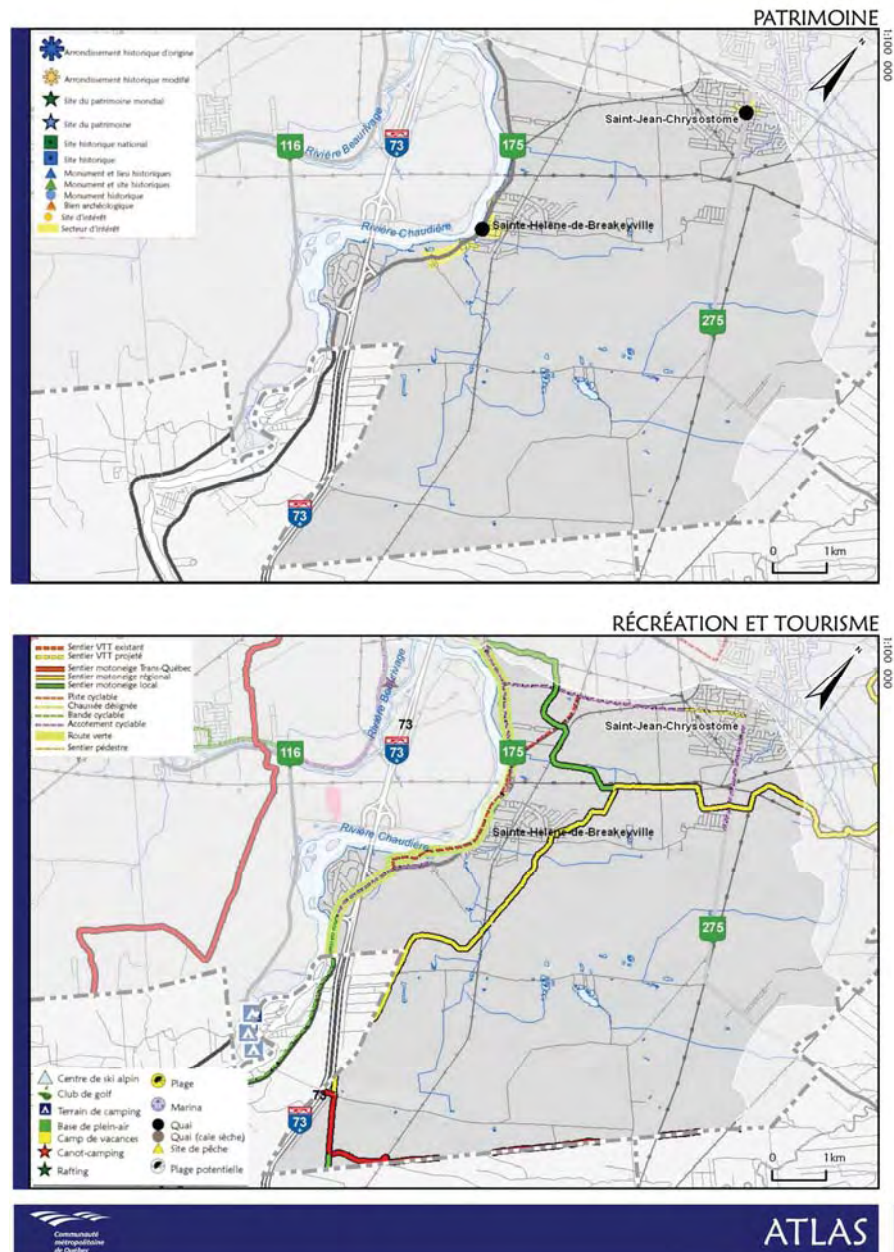 PATRIMOINE
1:100 000
Arrondissement historique d'origine
Arrondissement historique modifié
Site du patrimoine mondial
Site du patrimoine
Site historique national
Site historique
Monument et lieu historiques
Monument et site historiques
Monument historique
Bien archéologique
Site d'intérêt
Secteur d'intérêt
N
Saint-Jean-Chrysostome
116
73
175
Rivière Beaurivage
Rivière Chaudière
Sainte-Hélène-de-Breakeyville
275
73
0 1km
RÉCRÉATION ET TOURISME
1:100 000
Sentier VTT existant
Sentier VTT projeté
Sentier motoneige Trans-Québec
Sentier motoneige régional
Sentier motoneige local
Piste cyclable
Chaussée désignée
Bande cyclable
Accotement cyclable
Route verte
Sentier pédestre
N
Rivière Beaurivage
73
Saint-Jean-Chrysostome
116
73
175
Rivière Chaudière
Sainte-Hélène-de-Breakeyville
275
73
73
Centre de ski alpin
Club de golf
Terrain de camping
Base de plein-air
Camp de vacances
Canot-camping
Rafting
Plage
Marina
Quai
Quai (cale sèche)
Site de pêche
Plage potentielle
0 1km
Communauté
métropolitaine
de Québec
ATLAS